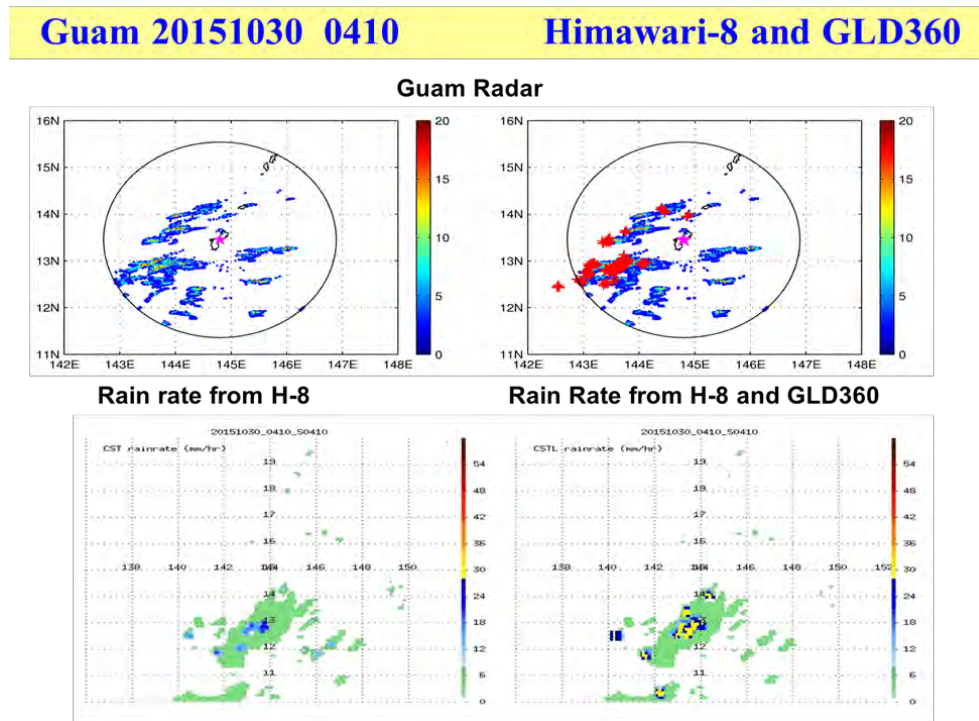 Guam 20151030 0410 Himawari-8 and GLD360
Guam Radar
16N 16N
15N 15N
14N 14N
13N 13N
12N 12N
11N 11N
142E 143E 144E 145E 146E 147E 148E 142E 143E 144E 145E 146E 147E 148E
20 20
15 15
10 10
5 5
0 0
Rain rate from H-8 Rain Rate from H-8 and GLD360
20151030_0410_S0410 20151030_0410_S0410
CST rainrate (mm/hr) CSTL rainrate (mm/hr)
19 19
18 18
17 17
16 16
138 140 142 146 148 150 138 140 142 146 148 150 152
14 14
13
12 12
11 11
54 54
48 48
42 42
36 36
30 30
24 24
18 18
12 12
6 6
0 0